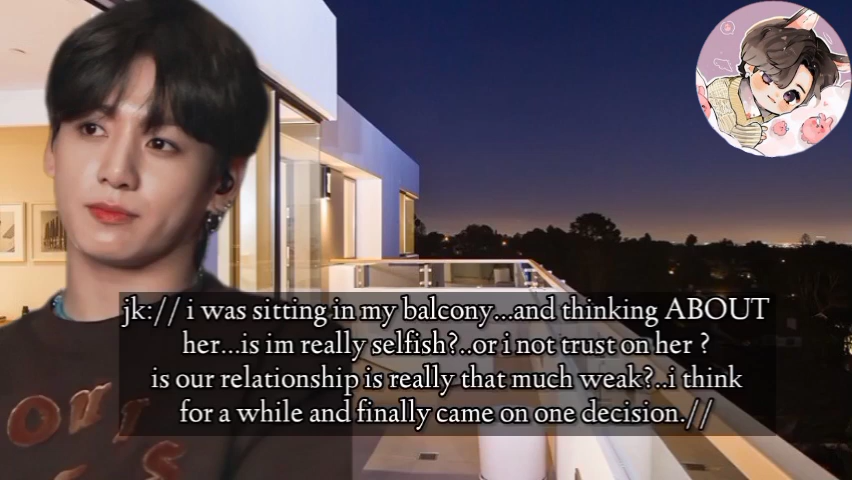 jk:// i was sitting in my balcony...and thinking ABOUT
her...is im really selfish?..or i not trust on her ?
is our relationship is really that much weak?..i think
for a while and finally came on one decision.//
OUT